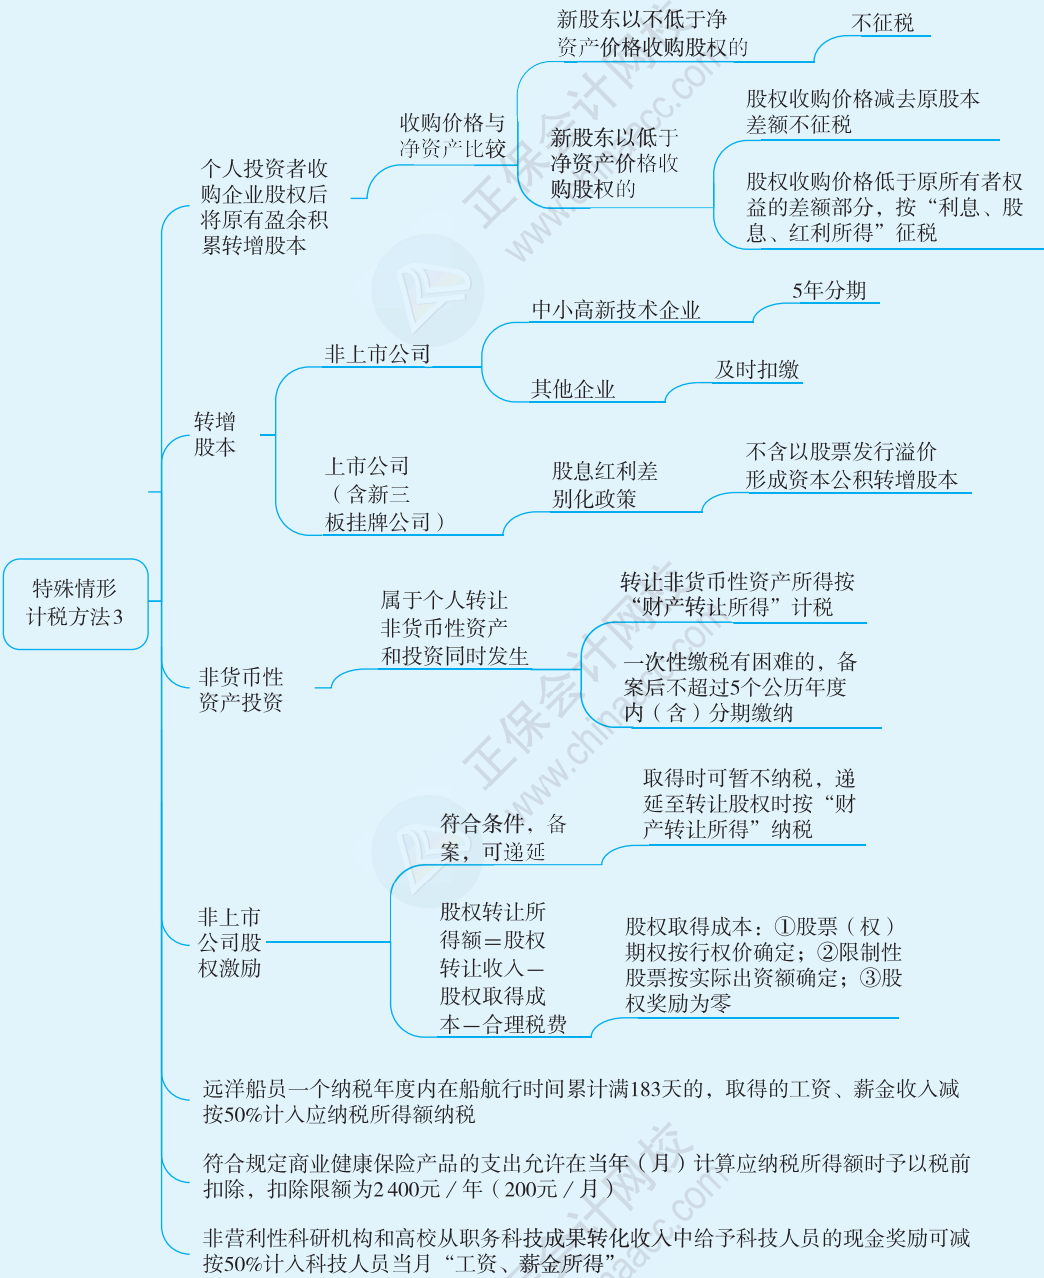 特殊情形
计税方法3
个人投资者收
购企业股权后
将原有盈余积
累转增股本
收购价格与
净资产比较
新股东以不低于净
资产价格收购股权的
不征税
新股东以低于
净资产价格收
购股权的
股权收购价格减去原股本
差额不征税
股权收购价格低于原所有者权
益的差额部分，按“利息、股
息、红利所得”征税
转增
股本
非上市公司
中小高新技术企业
5年分期
其他企业
及时扣缴
上市公司
（含新三
板挂牌公司）
股息红利差
别化政策
不含以股票发行溢价
形成资本公积转增股本
非货币性
资产投资
属于个人转让
非货币性资产
和投资同时发生
转让非货币性资产所得按
“财产转让所得”计税
一次性缴税有困难的，备
案后不超过5个公历年度
内（含）分期缴纳
非上市
公司股
权激励
符合条件，备
案，可递延
取得时可暂不纳税，递
延至转让股权时按“财
产转让所得”纳税
股权转让所
得额＝股权
转让收入－
股权取得成
本－合理税费
股权取得成本：①股票（权）
期权按行权价确定；②限制性
股票按实际出资额确定；③股
权奖励为零
远洋船员一个纳税年度内在船航行时间累计满183天的，取得的工资、薪金收入减
按50%计入应纳税所得额纳税
符合规定商业健康保险产品的支出允许在当年（月）计算应纳税所得额时予以税前
扣除，扣除限额为2 400元／年（200元／月）
非营利性科研机构和高校从职务科技成果转化收入中给予科技人员的现金奖励可减
按50%计入科技人员当月“工资、薪金所得”
正保会计网校
www.chinaacc.com
正保会计网校
www.chinaacc.com